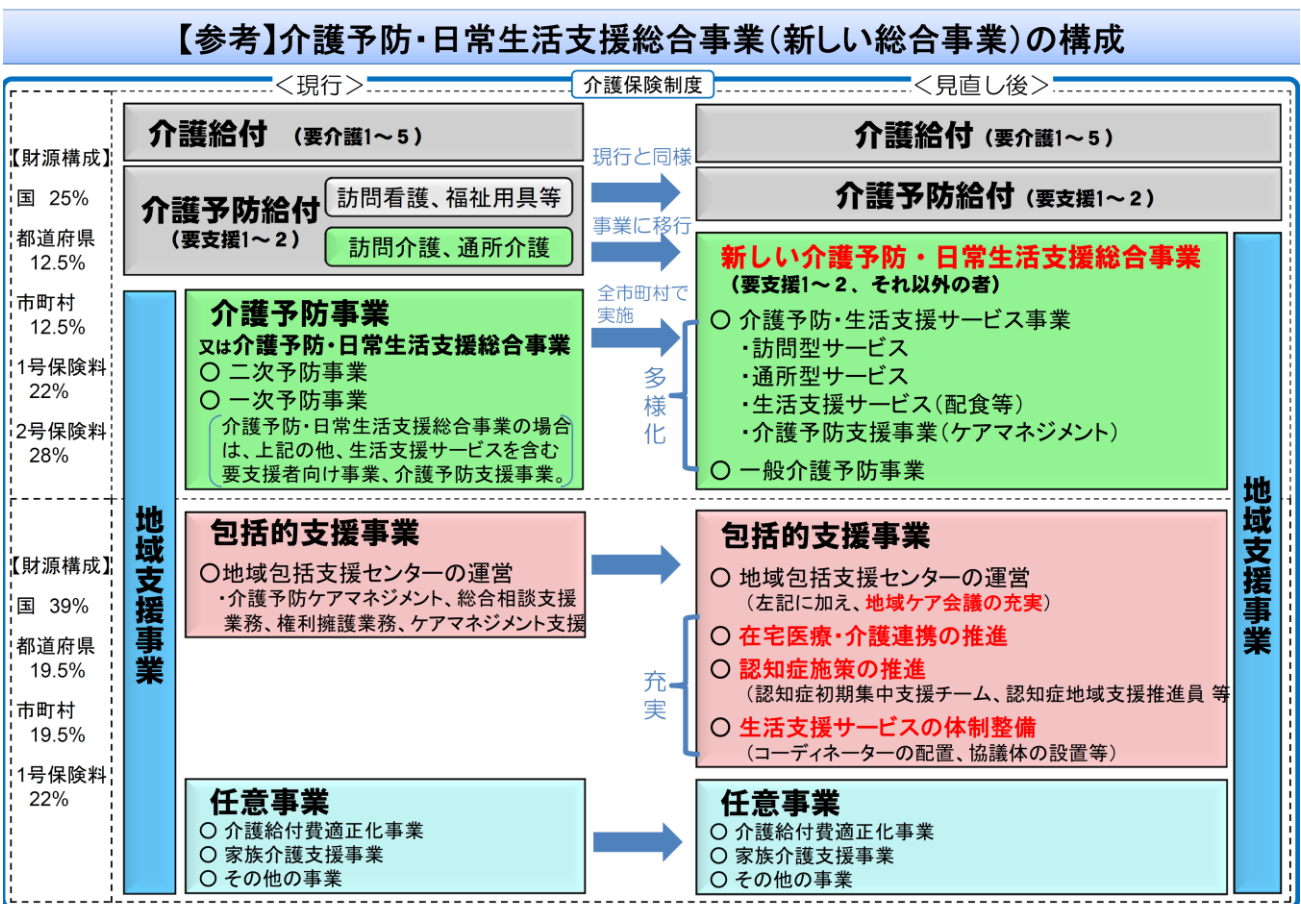 【参考】介護予防・日常生活支援総合事業(新しい総合事業)の構成
介護保険制度
＜現行＞
＜見直し後＞
【財源構成】
国 25%
都道府県
12.5%
市町村
12.5%
1号保険料
22%
2号保険料
28%
【財源構成】
国 39%
都道府県
19.5%
市町村
19.5%
1号保険料
22%
介護給付 (要介護1～5)
介護予防給付
(要支援1～2)
訪問看護、福祉用具等
訪問介護、通所介護
地域支援事業
介護予防事業
又は介護予防・日常生活支援総合事業
○ 二次予防事業
○ 一次予防事業
介護予防・日常生活支援総合事業の場合
は、上記の他、生活支援サービスを含む
要支援者向け事業、介護予防支援事業。
包括的支援事業
○地域包括支援センターの運営
・介護予防ケアマネジメント、総合相談支援
業務、権利擁護業務、ケアマネジメント支援
任意事業
○ 介護給付費適正化事業
○ 家族介護支援事業
○ その他の事業
現行と同様
事業に移行
全市町村で
実施
多様化
充実
介護給付 (要介護1～5)
介護予防給付 (要支援1～2)
新しい介護予防・日常生活支援総合事業
(要支援1～2、それ以外の者)
○ 介護予防・生活支援サービス事業
・訪問型サービス
・通所型サービス
・生活支援サービス(配食等)
・介護予防支援事業(ケアマネジメント)
○ 一般介護予防事業
包括的支援事業
○ 地域包括支援センターの運営
(左記に加え、地域ケア会議の充実)
○ 在宅医療・介護連携の推進
○ 認知症施策の推進
(認知症初期集中支援チーム、認知症地域支援推進員 等
○ 生活支援サービスの体制整備
(コーディネーターの配置、協議体の設置等)
任意事業
○ 介護給付費適正化事業
○ 家族介護支援事業
○ その他の事業
地域支援事業